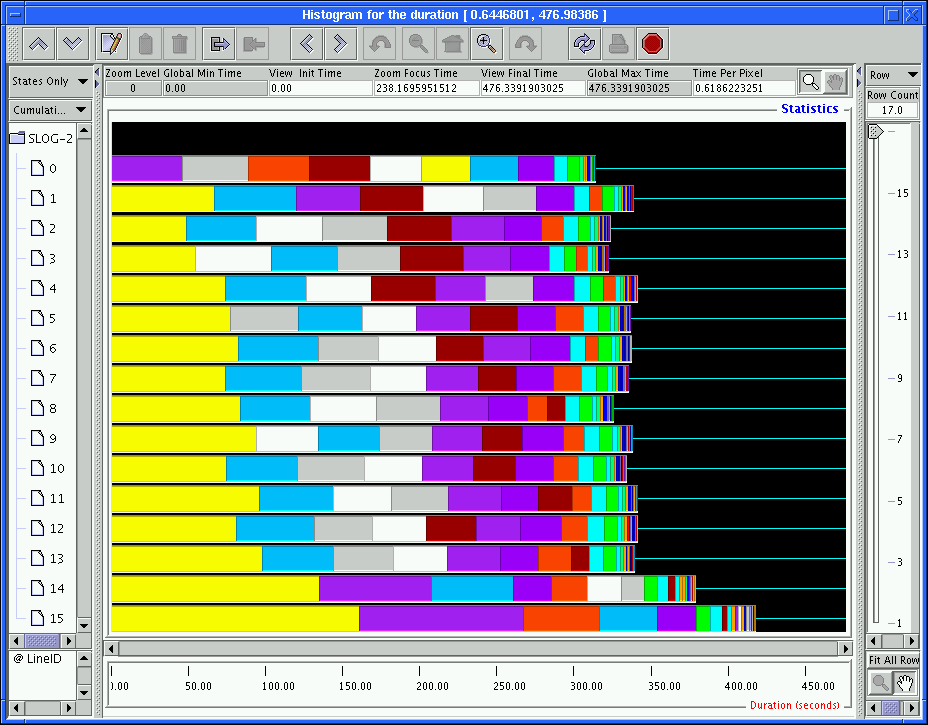 Histogram for the duration [ 0.6446801, 476.98386 ]
States Only
Zoom Level Global Min Time View Init Time Zoom Focus Time View Final Time Global Max Time Time Per Pixel
0 0.00 0.00 238.1695951512 476.3391903025 476.3391903025 0.6186223251
Row
Row Count
17.0
Cumulati...
Statistics
SLOG-2
0
1
2
3
4
5
6
7
8
9
10
11
12
13
14
15
15
13
11
9
7
5
3
1
@ LineID
Fit All Row
).00 50.00 100.00 150.00 200.00 250.00 300.00 350.00 400.00 450.00
Duration (seconds)